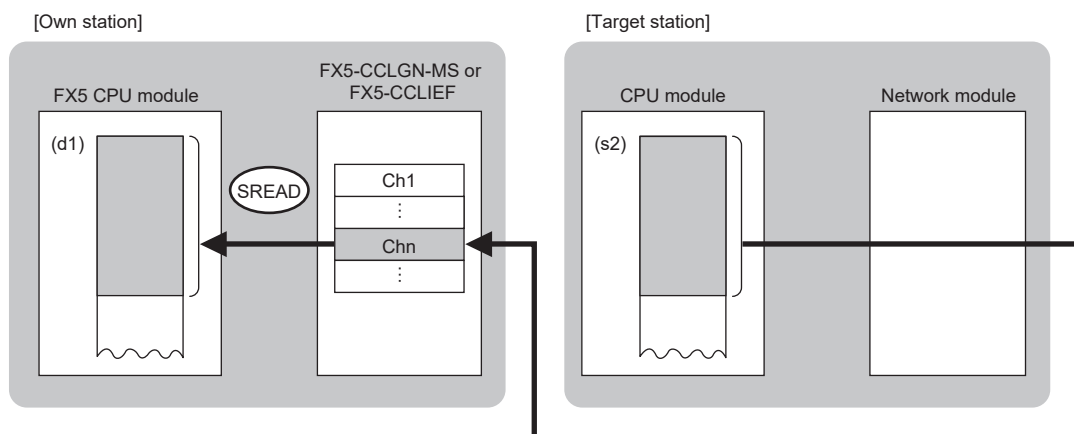 [Own station]
[Target station]
FX5 CPU module
FX5-CCLGN-MS or
FX5-CCLIEF
CPU module
Network module
(d1)
SREAD
Ch1
⋮
Chn
⋮
(s2)